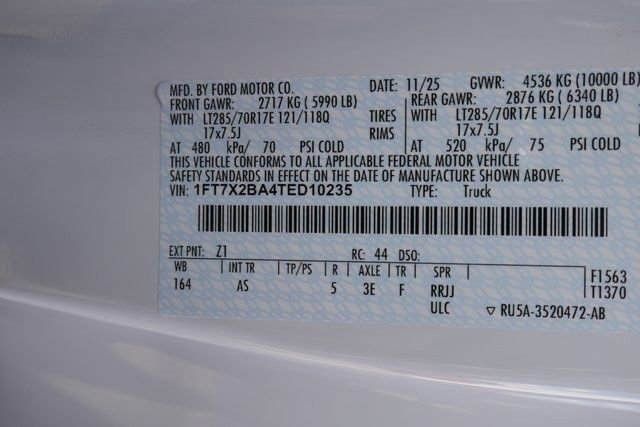 MFD. BY FORD MOTOR CO. DATE: 11/25 GVWR: 4536 KG (10000 LB)
FRONT GAWR: 2717 KG ( 5990 LB) REAR GAWR: 2876 KG ( 6340 LB)
WITH LT285/70R17E 121/118Q TIRES WITH LT285/70R17E 121/118Q
17x7.5J RIMS 17x7.5J
AT 480 kPa/ 70 PSI COLD AT 520 kPa/ 75 PSI COLD
THIS VEHICLE CONFORMS TO ALL APPLICABLE FEDERAL MOTOR VEHICLE
SAFETY STANDARDS IN EFFECT ON THE DATE OF MANUFACTURE SHOWN ABOVE.
VIN: 1FT7X2BA4TED10235 TYPE: Truck
EXT PNT: Z1 RC: 44 DSO:
WB INT TR TP/PS R AXLE TR SPR F1563
164 AS 5 3E F RRJJ T1370
ULC ▽ RU5A-3520472-AB